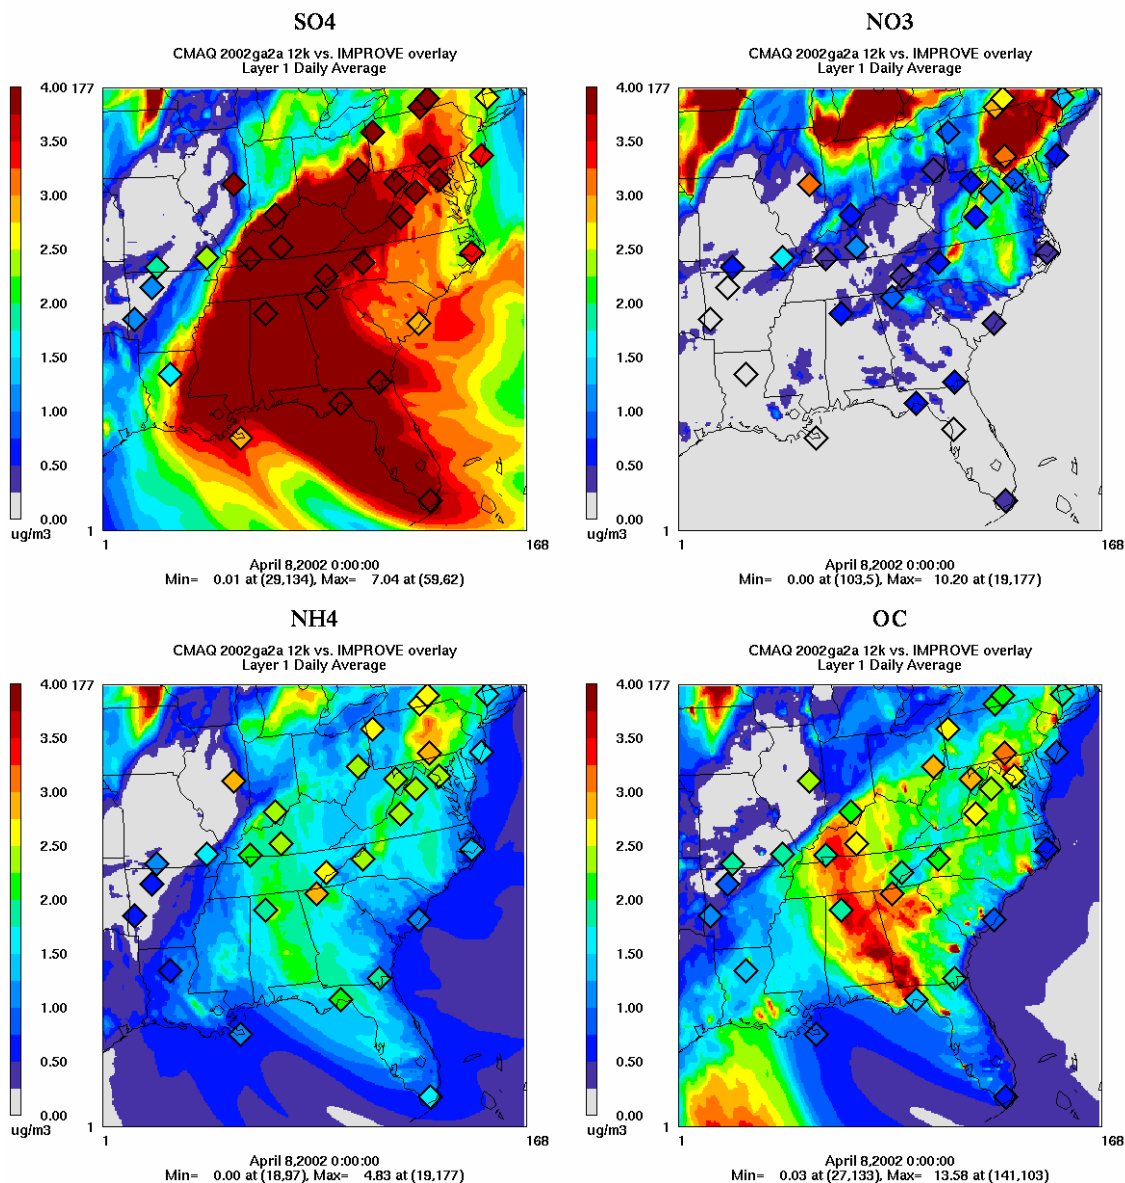 SO4
CMAQ 2002ga2a 12k vs. IMPROVE overlay
Layer 1 Daily Average
4.00 177
3.50
3.00
2.50
2.00
1.50
1.00
0.50
0.00
ug/m3
1
1
168
April 8,2002 0:00:00
Min= 0.01 at (29,134), Max= 7.04 at (59,62)
NO3
CMAQ 2002ga2a 12k vs. IMPROVE overlay
Layer 1 Daily Average
4.00 177
3.50
3.00
2.50
2.00
1.50
1.00
0.50
0.00
ug/m3
1
1
168
April 8,2002 0:00:00
Min= 0.00 at (103,5), Max= 10.20 at (19,177)
NH4
CMAQ 2002ga2a 12k vs. IMPROVE overlay
Layer 1 Daily Average
4.00 177
3.50
3.00
2.50
2.00
1.50
1.00
0.50
0.00
ug/m3
1
1
168
April 8,2002 0:00:00
Min= 0.00 at (18,97), Max= 4.83 at (19,177)
OC
CMAQ 2002ga2a 12k vs. IMPROVE overlay
Layer 1 Daily Average
4.00 177
3.50
3.00
2.50
2.00
1.50
1.00
0.50
0.00
ug/m3
1
1
168
April 8,2002 0:00:00
Min= 0.03 at (27,133), Max= 13.58 at (141,103)